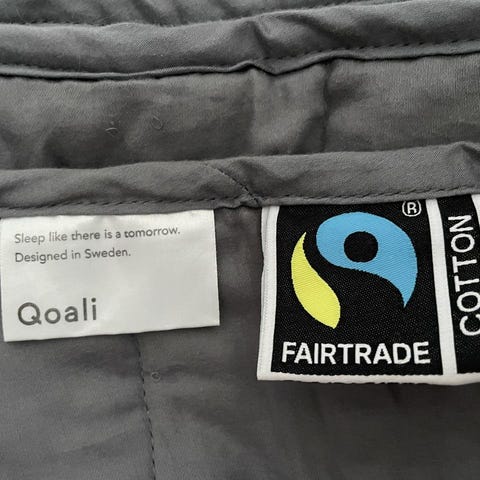 Sleep like there is a tomorrow.
Designed in Sweden.
Qoali
®
FAIRTRADE
COTTON